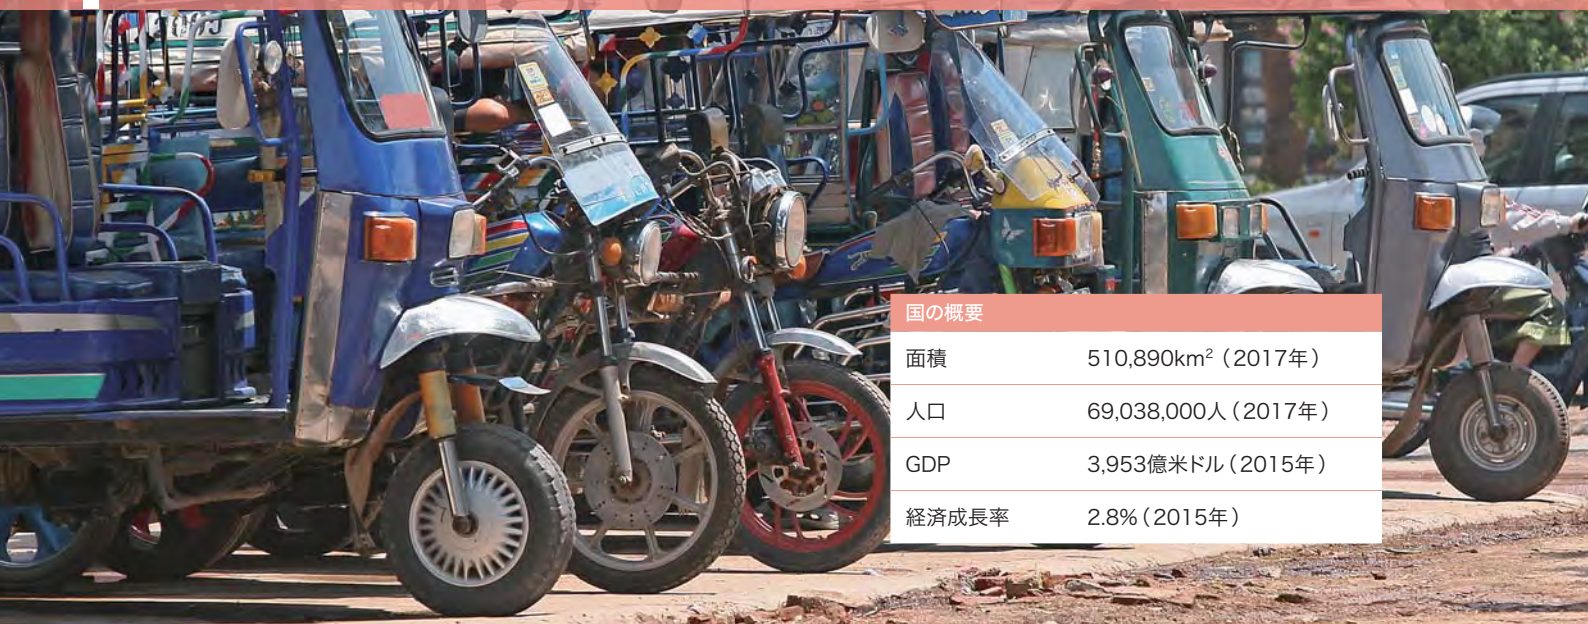 国の概要
面積 510,890km²（2017年）
人口 69,038,000人（2017年）
GDP 3,953億米ドル（2015年）
経済成長率 2.8%（2015年）